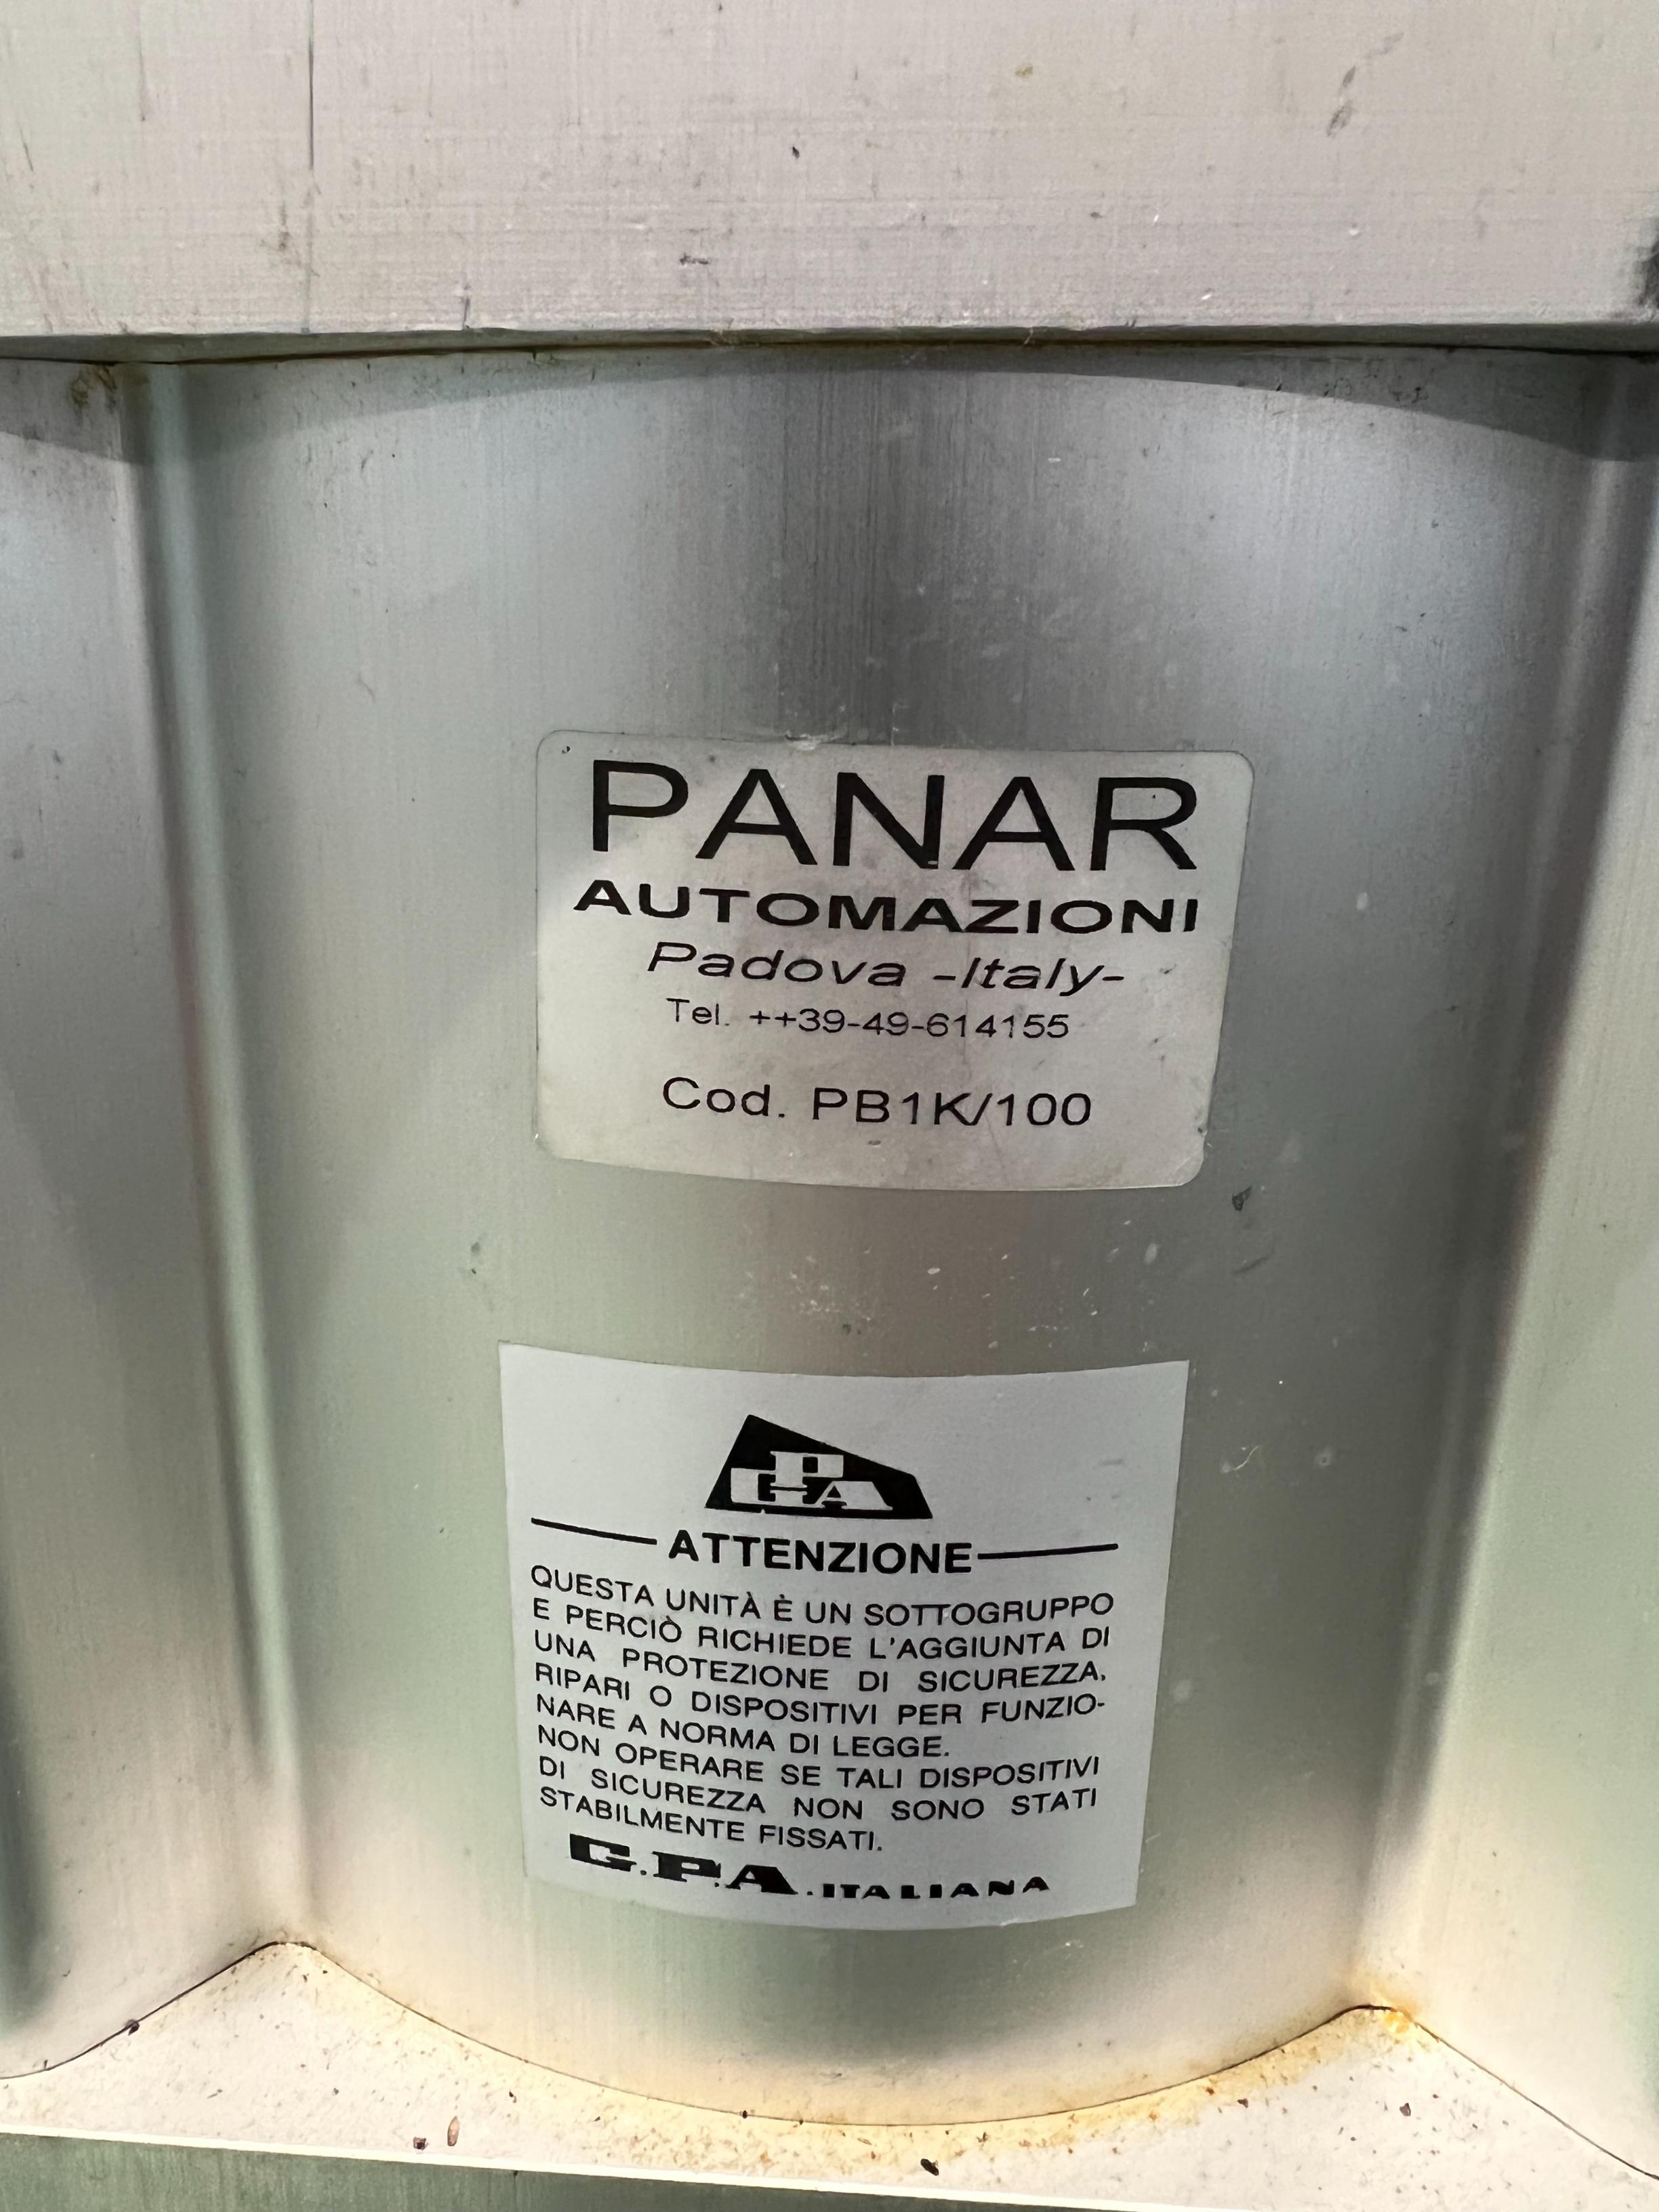 PANAR
AUTOMAZIONI
Padova -Italy-
Tel. ++39-49-614155
Cod. PB1K/100
GPA
ATTENZIONE
QUESTA UNITÀ È UN SOTTOGRUPPO
E PERCIÒ RICHIEDE L'AGGIUNTA DI
UNA PROTEZIONE DI SICUREZZA,
RIPARI O DISPOSITIVI PER FUNZIO-
NARE A NORMA DI LEGGE.
NON OPERARE SE TALI DISPOSITIVI
DI SICUREZZA NON SONO STATI
STABILMENTE FISSATI.
G.P.A. ITALIANA